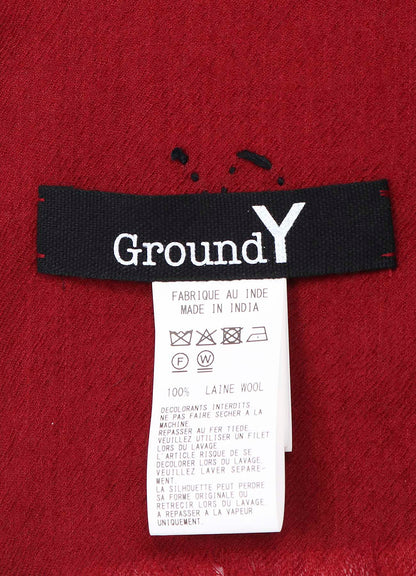 Ground Y
FABRIQUE AU INDE
MADE IN INDIA
F W
100% LAINE WOOL
DECOLORANTS INTERDITS
NE PAS FAIRE SECHER A LA
MACHINE
REPASSER AU FER TIEDE
VEUILLEZ UTILISER UN FILET
LORS DU LAVAGE
L'ARTICLE RISQUE DE SE
DECOLORER LORS DU LAVAGE
VEUILLEZ LAVER SEPARE-
MENT.
LA SILHOUETTE PEUT PERDRE
SA FORME ORIGINALE OU
RETRECIR LORS DU LAVAGE,
A REPASSER A LA VAPEUR
UNIQUEMENT.